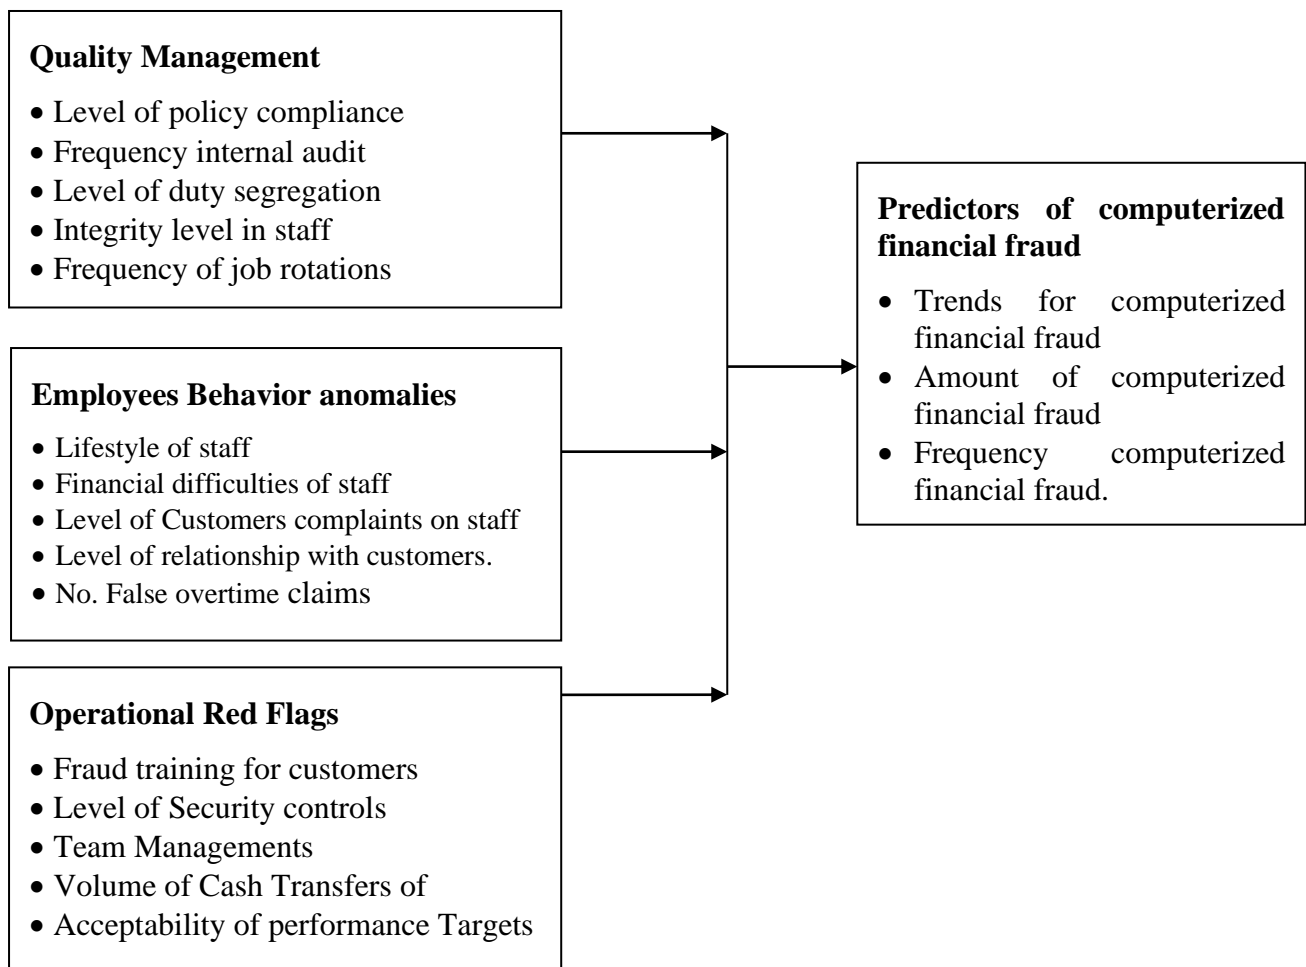 Quality Management
• Level of policy compliance
• Frequency internal audit
• Level of duty segregation
• Integrity level in staff
• Frequency of job rotations
Employees Behavior anomalies
• Lifestyle of staff
• Financial difficulties of staff
• Level of Customers complaints on staff
• Level of relationship with customers.
• No. False overtime claims
Operational Red Flags
• Fraud training for customers
• Level of Security controls
• Team Managements
• Volume of Cash Transfers of
• Acceptability of performance Targets
Predictors of computerized
financial fraud
• Trends for computerized
financial fraud
• Amount of computerized
financial fraud
• Frequency computerized
financial fraud.